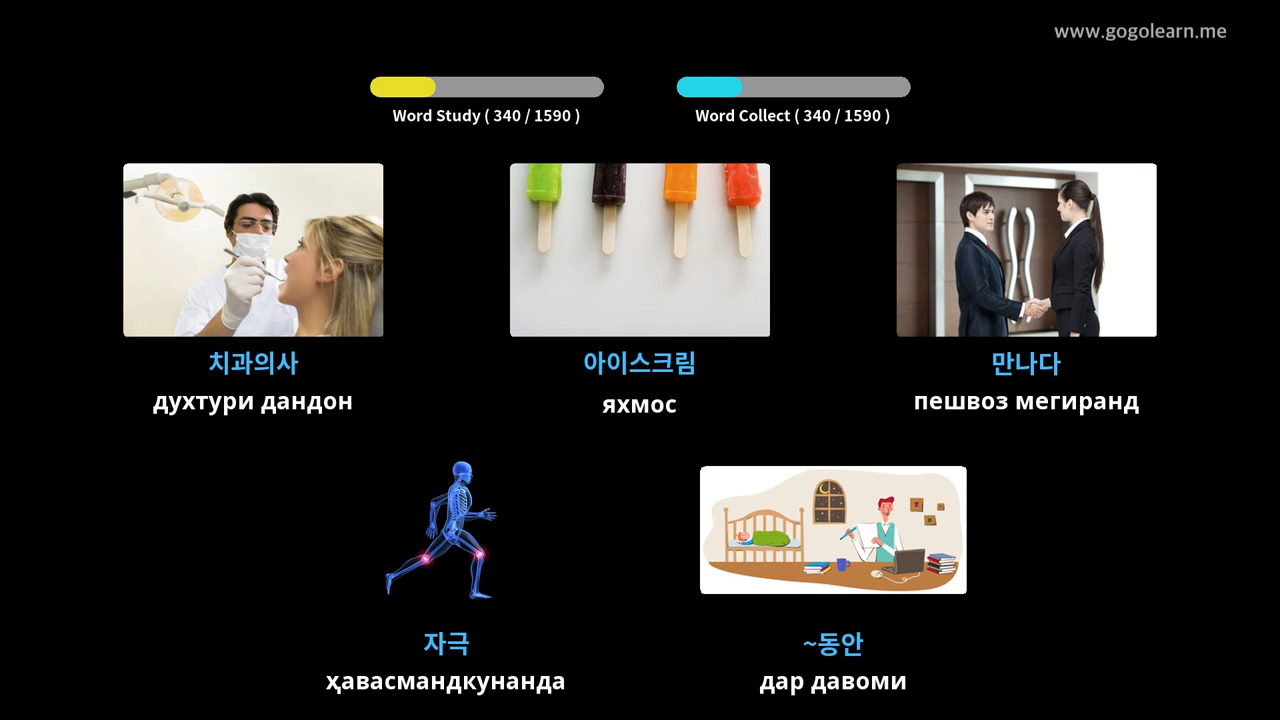 www.gogolearn.me
Word Study ( 340 / 1590 )
Word Collect ( 340 / 1590 )
치과의사
духтури дандон
아이스크림
яхмос
만나다
пешвоз мегиранд
자극
ҳавасмандкунанда
~동안
дар давоми